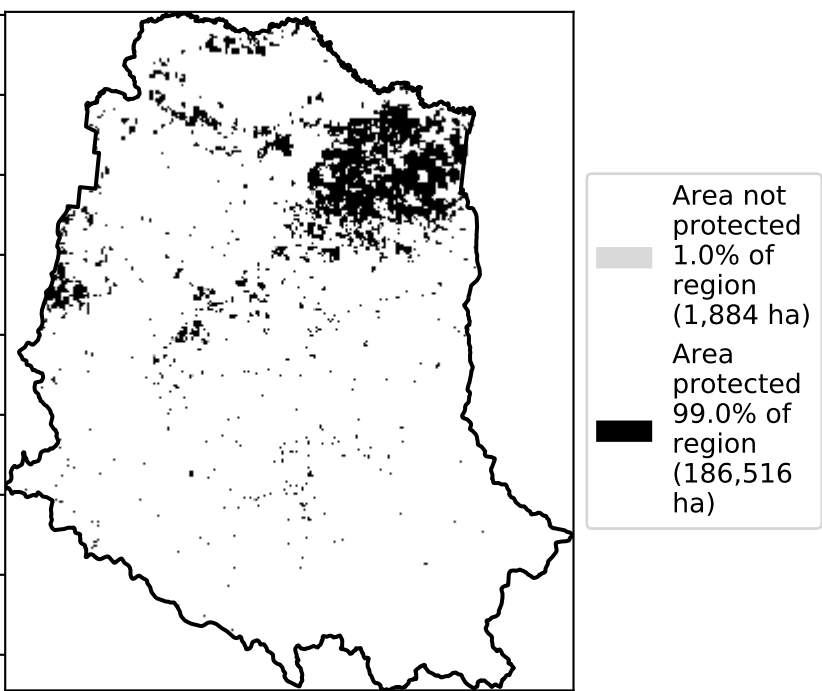 Area not
protected
1.0% of
region
(1,884 ha)
Area
protected
99.0% of
region
(186,516
ha)